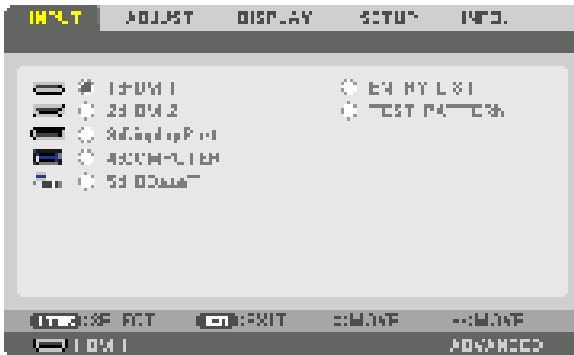 INPUT ADJUST DISPLAY SETUP INFO.
1:HDMI1 ENTRY LIST
2:HDMI2 TEST PATTERN
3:DisplayPort
4:COMPUTER
5:HDBaseT
:SELECT :EXIT :MOVE :MOVE
HDMI1 ADVANCED